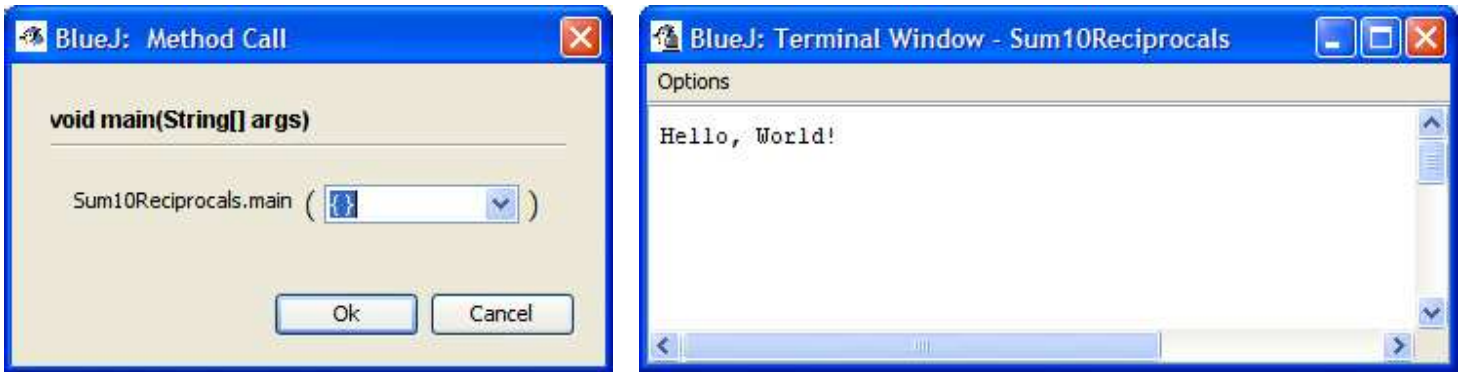 BlueJ: Method Call
void main(String[] args)
Sum10Reciprocals.main ( {} )
Ok Cancel
BlueJ: Terminal Window - Sum10Reciprocals
Options
Hello, World!